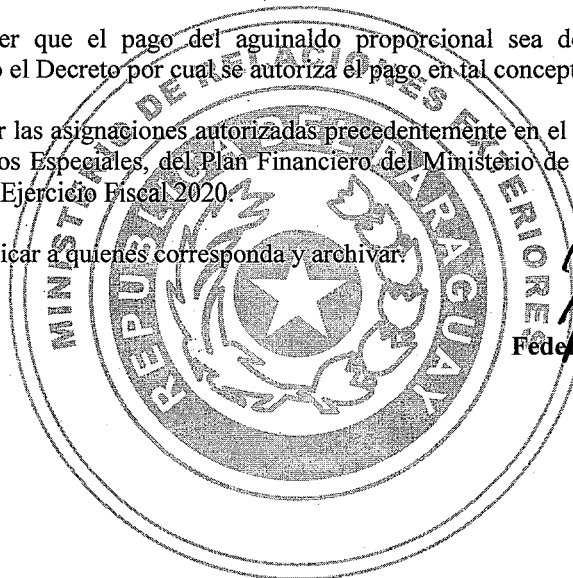 er que el pago del aguinaldo proporcional sea de
o el Decreto por cual se autoriza el pago en tal concept
r las asignaciones autorizadas precedentemente en el
os Especiales, del Plan Financiero del Ministerio de
Ejercicio Fiscal 2020.
icar a quienes corresponda y archivar.
Fede
MINISTERIO DE RELACIONES EXTERIORES
REPUBLICA DEL PARAGUAY